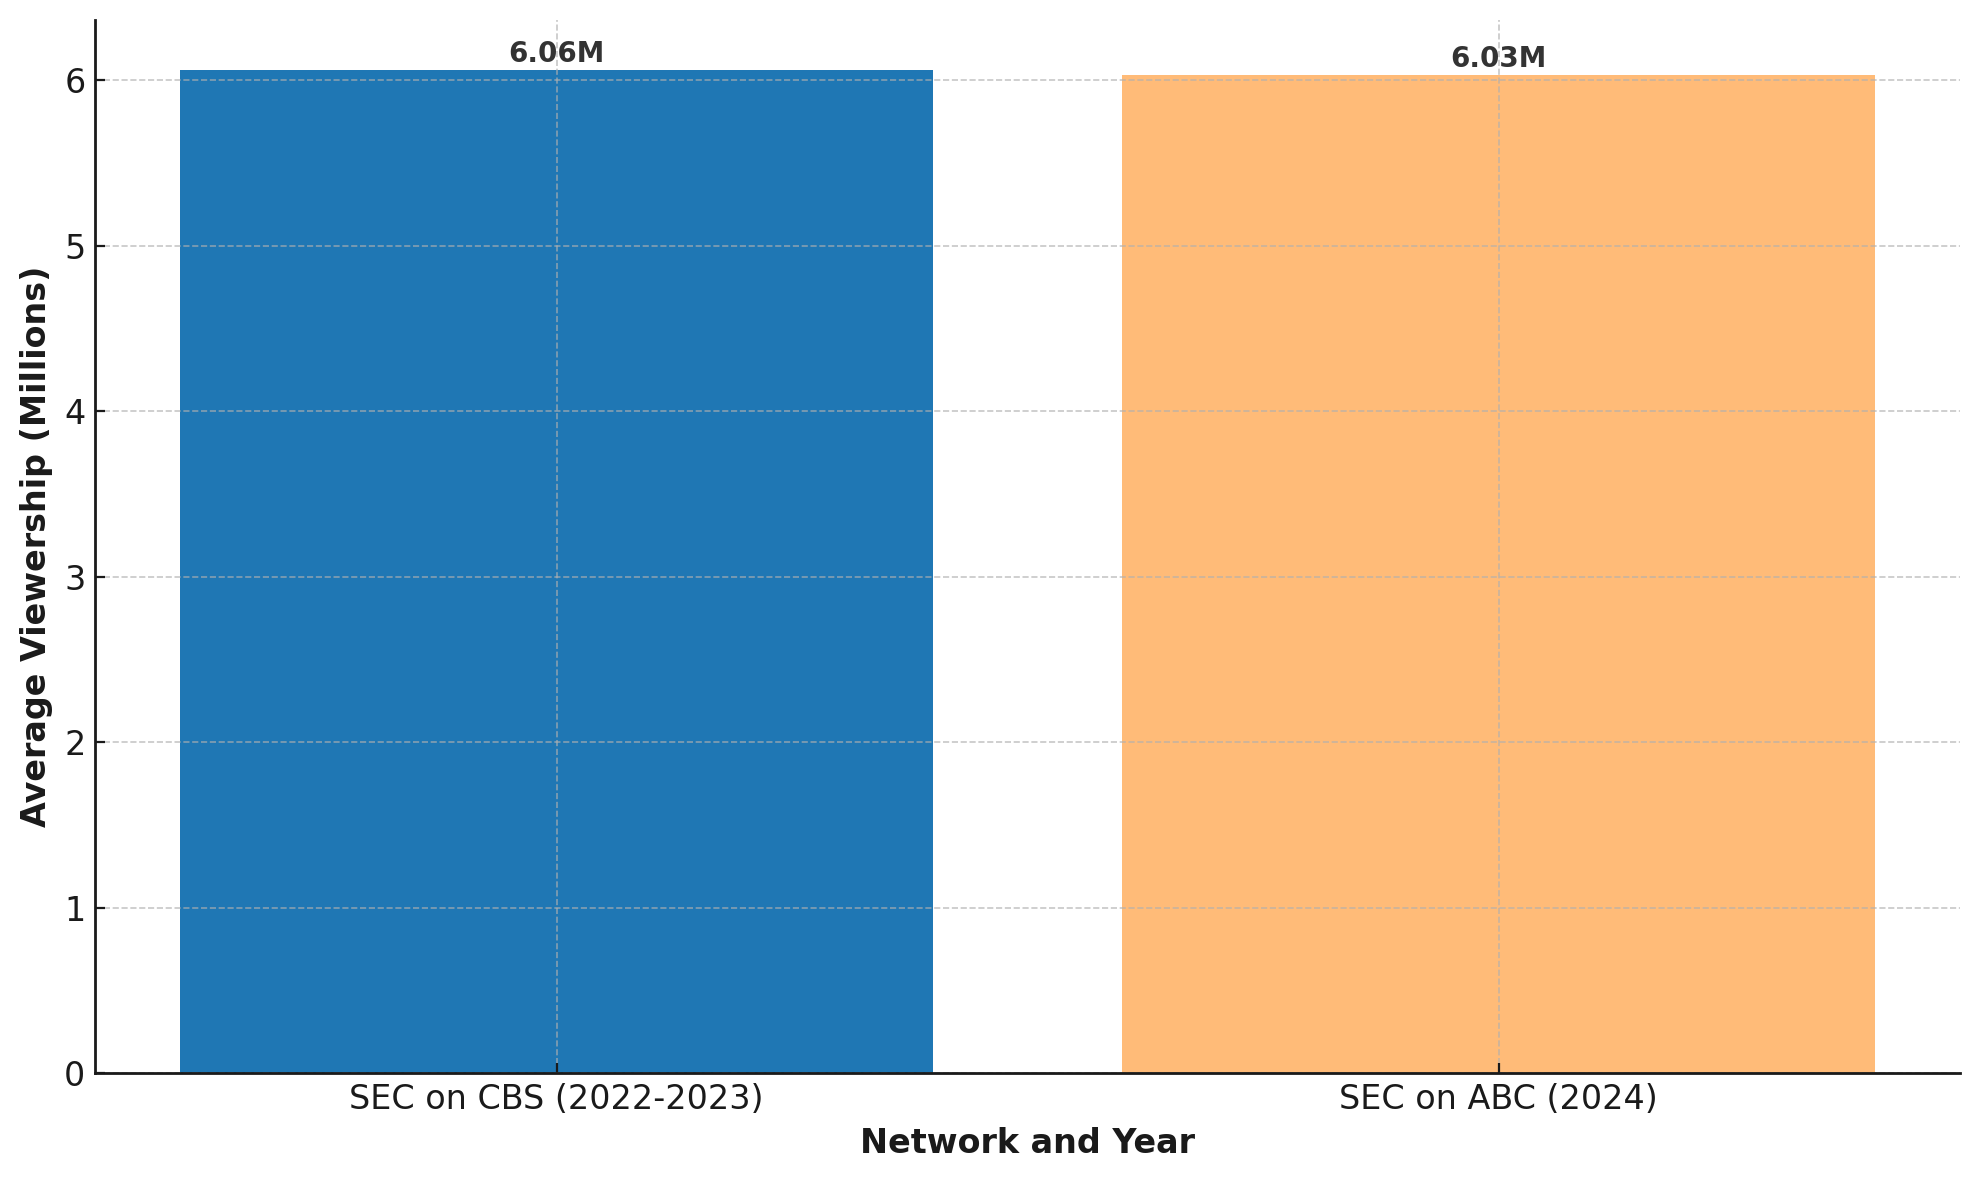 6.06M
6.03M
6
5
4
3
2
1
0
Average Viewership (Millions)
SEC on CBS (2022-2023)
SEC on ABC (2024)
Network and Year